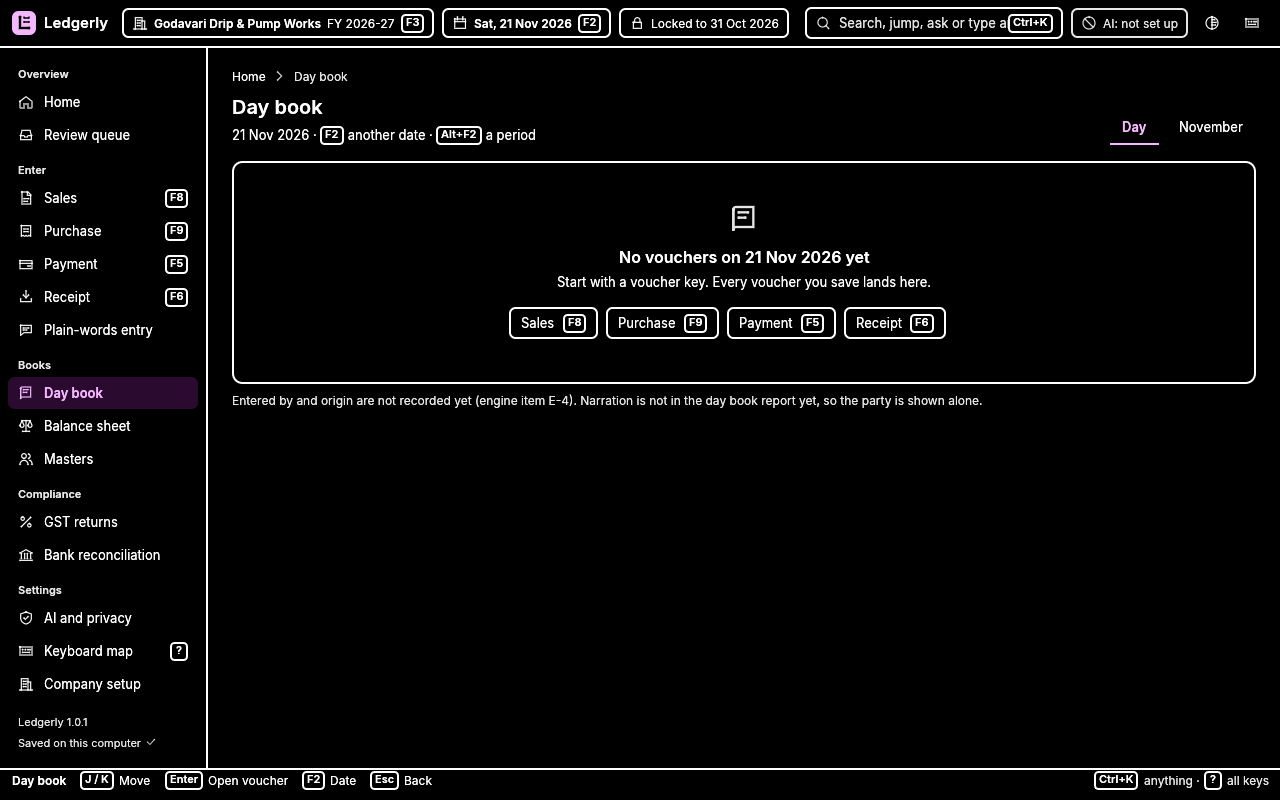 Ledgerly
Godavari Drip & Pump Works FY 2026-27 F3
Sat, 21 Nov 2026 F2
Locked to 31 Oct 2026
Search, jump, ask or type a Ctrl+K
AI: not set up
Overview
Home
Review queue
Enter
Sales F8
Purchase F9
Payment F5
Receipt F6
Plain-words entry
Books
Day book
Balance sheet
Masters
Compliance
GST returns
Bank reconciliation
Settings
AI and privacy
Keyboard map ?
Company setup
Ledgerly 1.0.1
Saved on this computer
Home Day book
Day book
21 Nov 2026 · F2 another date · Alt+F2 a period
Day November
No vouchers on 21 Nov 2026 yet
Start with a voucher key. Every voucher you save lands here.
Sales F8 Purchase F9 Payment F5 Receipt F6
Entered by and origin are not recorded yet (engine item E-4). Narration is not in the day book report yet, so the party is shown alone.
Day book J / K Move Enter Open voucher F2 Date Esc Back
Ctrl+K anything · ? all keys